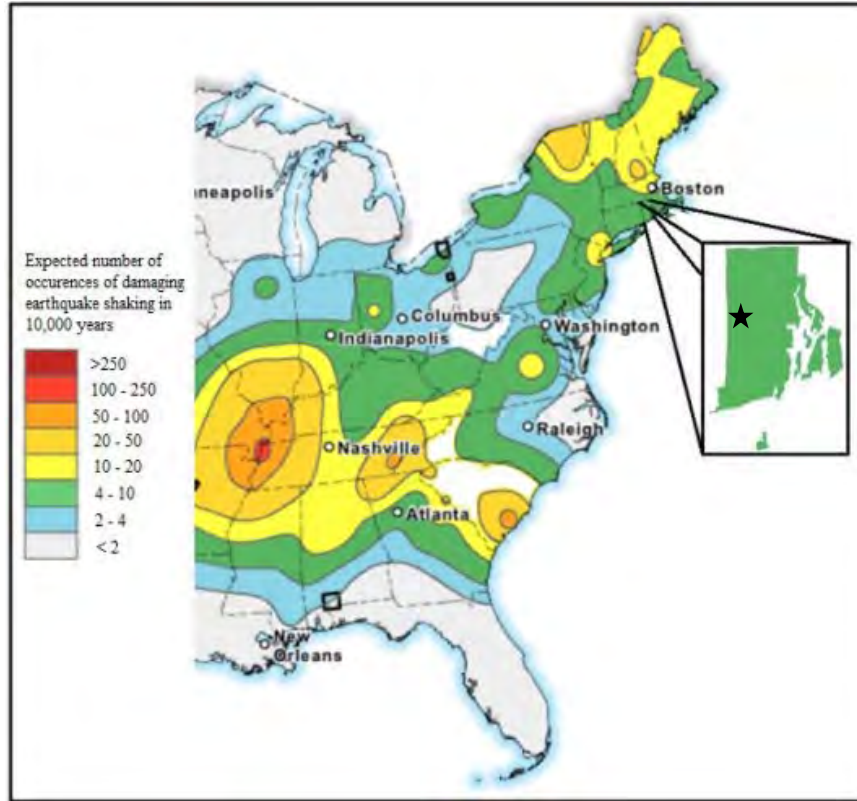 nneapolis
Boston
Expected number of
occurences of damaging
earthquake shaking in
10,000 years
Columbus
Indianapolis
Washington
>250
100 - 250
50 - 100
20 - 50
10 - 20
4 - 10
2 - 4
< 2
Raleigh
Nashville
Atlanta
New
Orleans